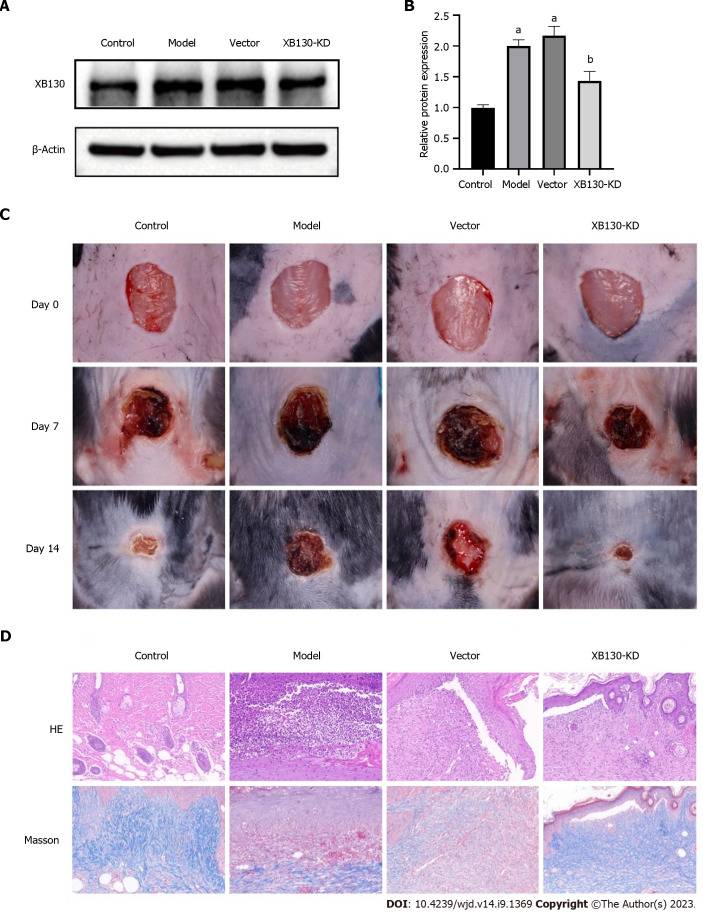 A
Control Model Vector XB130-KD
XB130
β-Actin
B
Relative protein expression
2.5
2.0
1.5
1.0
0.5
0.0
a
a
b
Control Model Vector XB130-KD
C
Control Model Vector XB130-KD
Day 0
Day 7
Day 14
D
Control Model Vector XB130-KD
HE
Masson
DOI: 10.4239/wjd.v14.i9.1369 Copyright ©The Author(s) 2023.